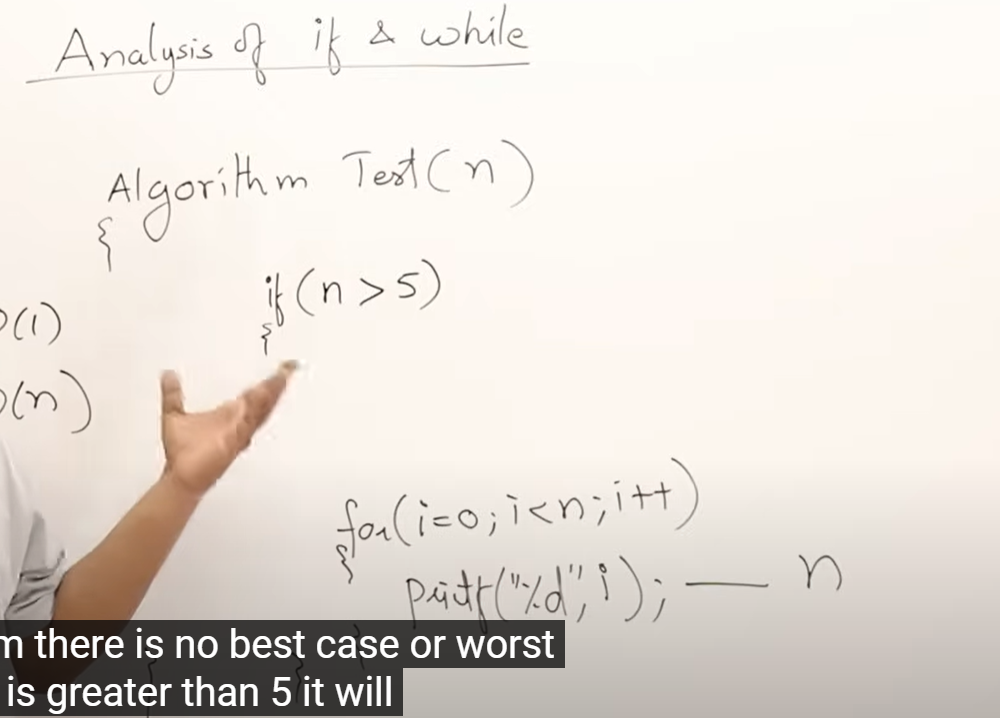 Analysis of if & while
Algorithm Test(n)
{
if (n > 5)
{
O(1)
O(n)
for(i=0; i<n; i++)
{
printf("%d", i); — n
}
m there is no best case or worst
is greater than 5 it will